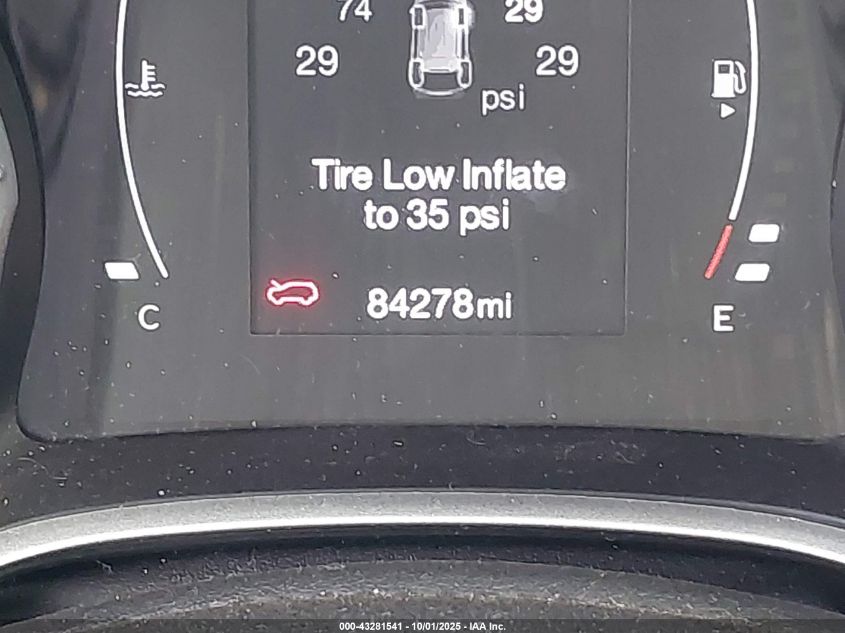 74 29
29 29
psi
Tire Low Inflate
to 35 psi
84278mi
C E
000-43281541 - 10/01/2025 - IAA Inc.